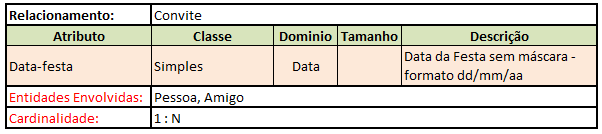 Relacionamento: Convite
Atributo Classe Dominio Tamanho Descrição
Data-festa Simples Data Data da Festa sem máscara -
formato dd/mm/aa
Entidades Envolvidas: Pessoa, Amigo
Cardinalidade: 1 : N